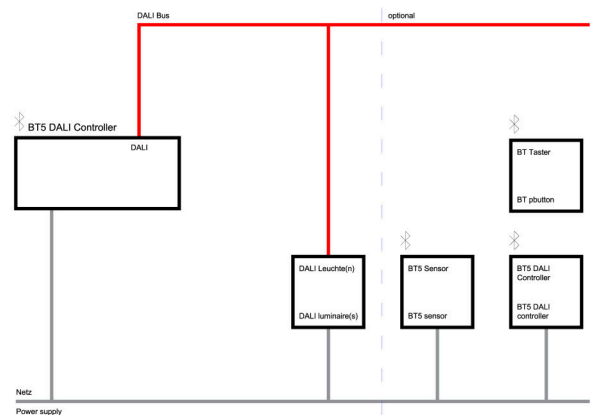 DALI Bus
optional
BT5 DALI Controller
DALI
BT Taster
BT pbutton
DALI Leuchte(n)
DALI luminaire(s)
BT5 Sensor
BT5 sensor
BT5 DALI
Controller
BT5 DALI
controller
Netz
Power supply